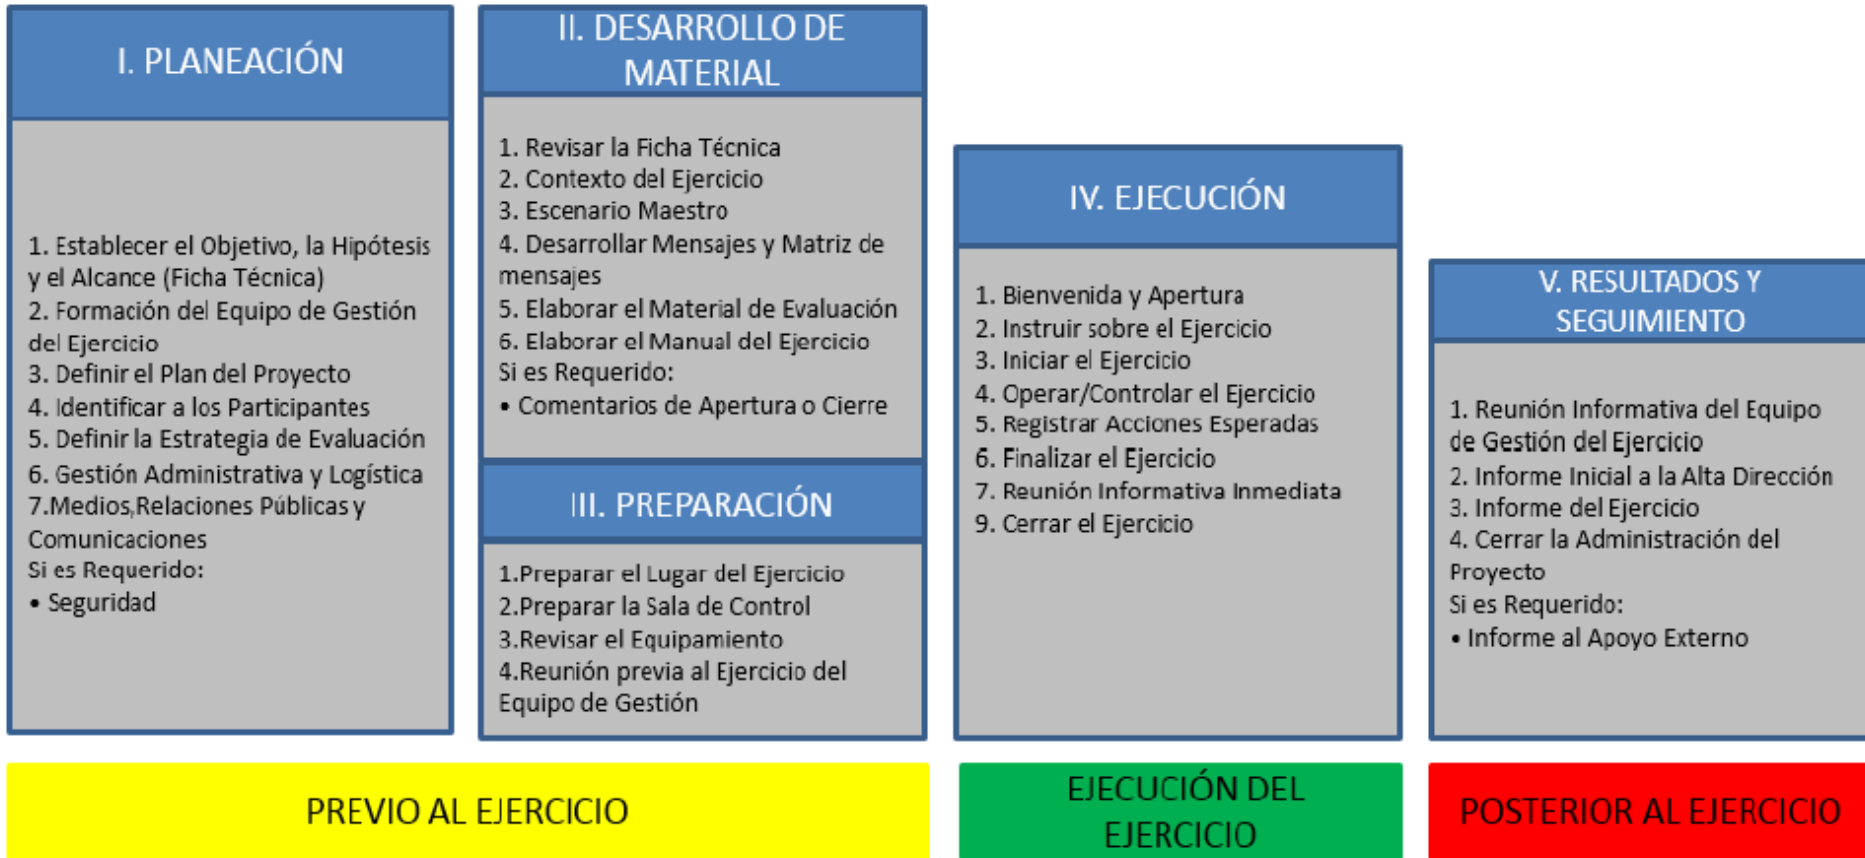 I. PLANEACIÓN
1. Establecer el Objetivo, la Hipótesis
y el Alcance (Ficha Técnica)
2. Formación del Equipo de Gestión
del Ejercicio
3. Definir el Plan del Proyecto
4. Identificar a los Participantes
5. Definir la Estrategia de Evaluación
6. Gestión Administrativa y Logística
7.Medios,Relaciones Públicas y
Comunicaciones
Si es Requerido:
• Seguridad
II. DESARROLLO DE
MATERIAL
1. Revisar la Ficha Técnica
2. Contexto del Ejercicio
3. Escenario Maestro
4. Desarrollar Mensajes y Matriz de
mensajes
5. Elaborar el Material de Evaluación
6. Elaborar el Manual del Ejercicio
Si es Requerido:
• Comentarios de Apertura o Cierre
III. PREPARACIÓN
1.Preparar el Lugar del Ejercicio
2.Preparar la Sala de Control
3.Revisar el Equipamiento
4.Reunión previa al Ejercicio del
Equipo de Gestión
IV. EJECUCIÓN
1. Bienvenida y Apertura
2. Instruir sobre el Ejercicio
3. Iniciar el Ejercicio
4. Operar/Controlar el Ejercicio
5. Registrar Acciones Esperadas
6. Finalizar el Ejercicio
7. Reunión Informativa Inmediata
9. Cerrar el Ejercicio
V. RESULTADOS Y
SEGUIMIENTO
1. Reunión Informativa del Equipo
de Gestión del Ejercicio
2. Informe Inicial a la Alta Dirección
3. Informe del Ejercicio
4. Cerrar la Administración del
Proyecto
Si es Requerido:
• Informe al Apoyo Externo
PREVIO AL EJERCICIO
EJECUCIÓN DEL
EJERCICIO
POSTERIOR AL EJERCICIO